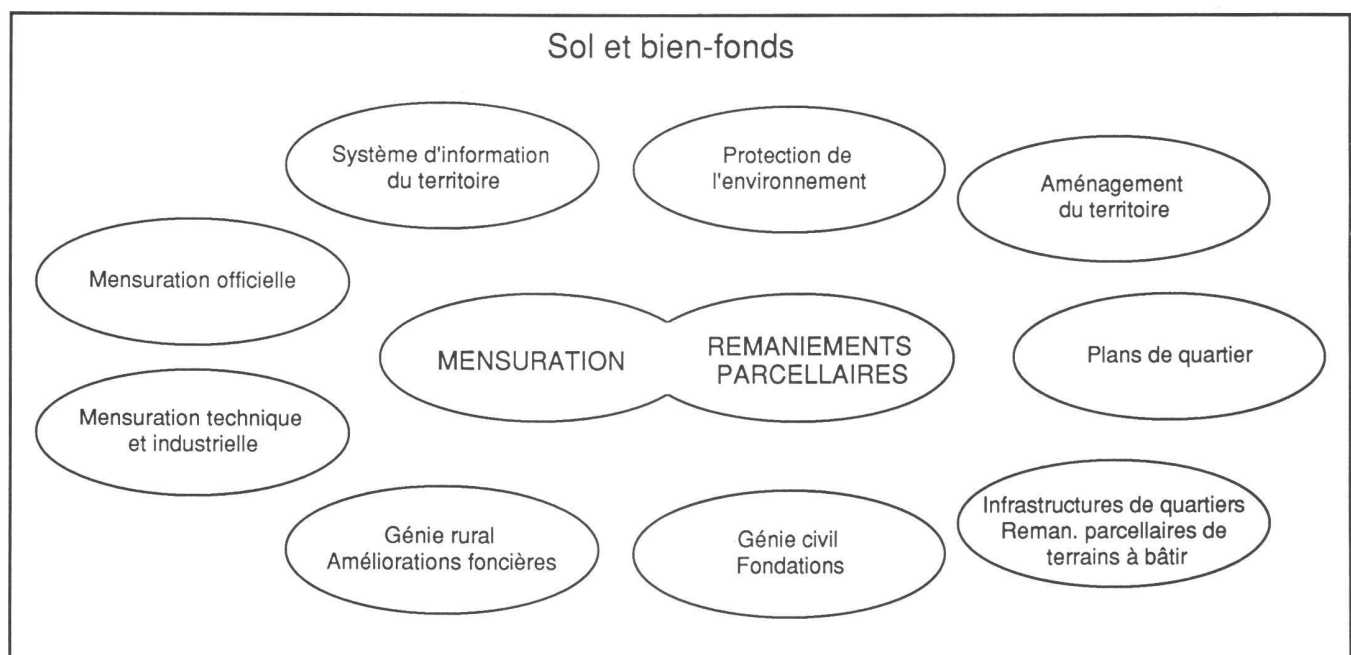 Sol et bien-fonds
Système d'information
du territoire
Protection de
l'environnement
Aménagement
du territoire
Mensuration officielle
MENSURATION
REMANIEMENTS
PARCELLAIRES
Plans de quartier
Mensuration technique
et industrielle
Génie rural
Améliorations foncières
Génie civil
Fondations
Infrastructures de quartiers
Reman. parcellaires de
terrains à bâtir